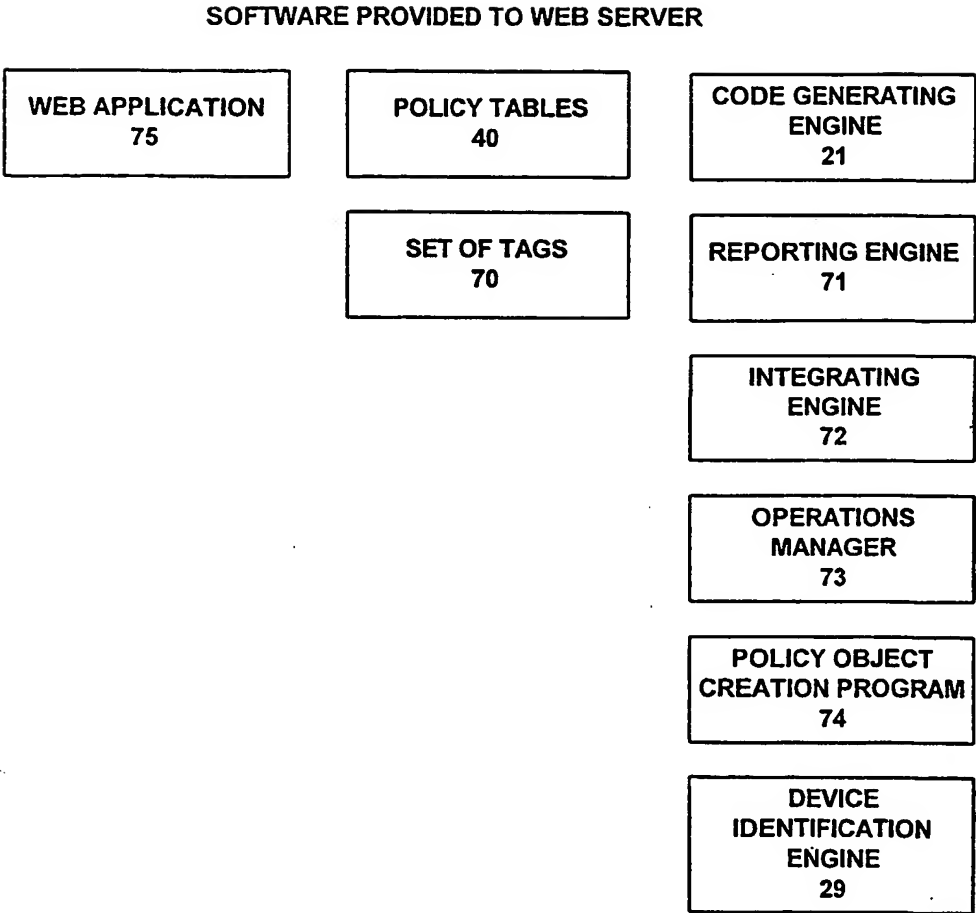 SOFTWARE PROVIDED TO WEB SERVER
WEB APPLICATION
75
POLICY TABLES
40
CODE GENERATING
ENGINE
21
SET OF TAGS
70
REPORTING ENGINE
71
INTEGRATING
ENGINE
72
OPERATIONS
MANAGER
73
POLICY OBJECT
CREATION PROGRAM
74
DEVICE
IDENTIFICATION
ENGINE
29